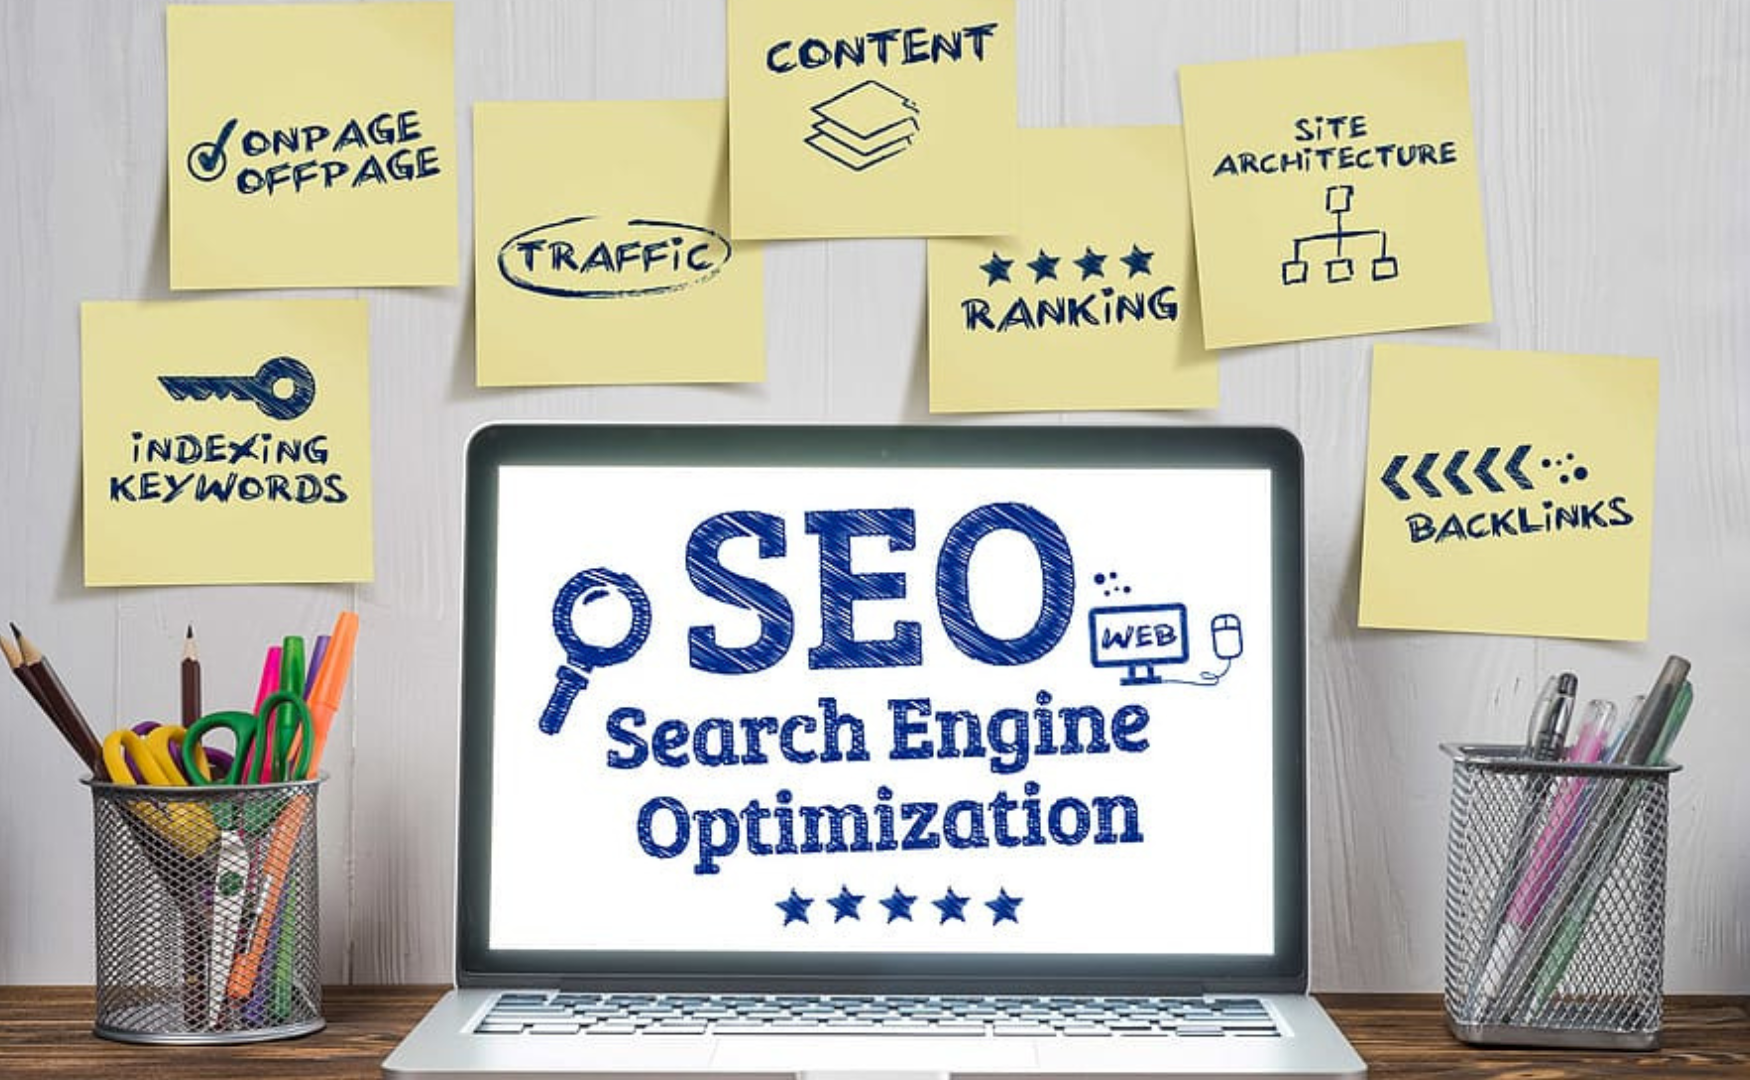 ONPAGE
OFFPAGE
TRAFFiC
CONTENT
RANKiNG
SiTE
ARCHiTECTURE
iNDEXiNG
KEYWORDS
BACKLiNKS
SEO
WEB
Search Engine
Optimization